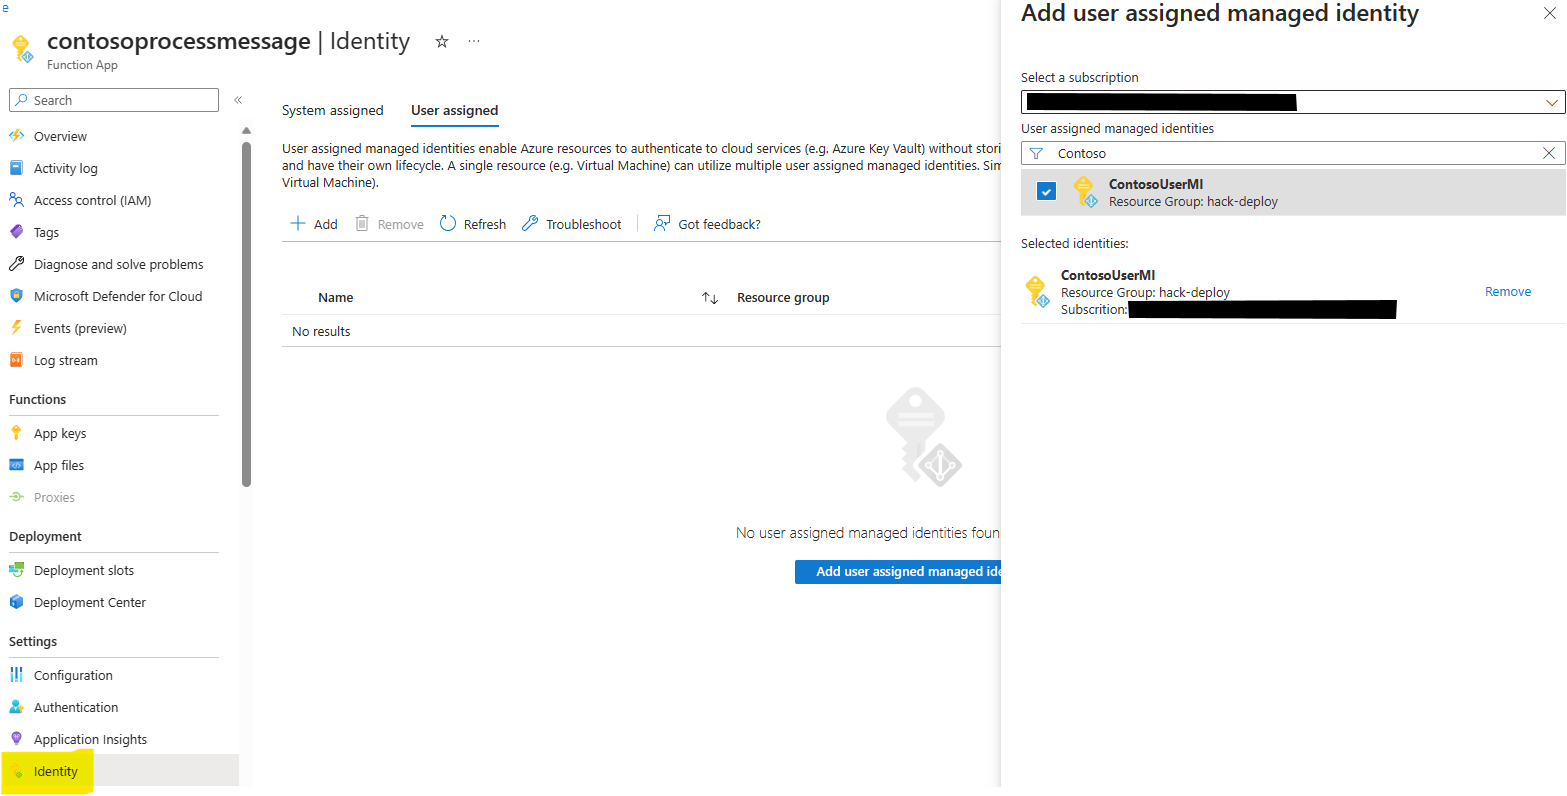 e
contosoprocessmessage | Identity
Function App
Search
Overview
Activity log
Access control (IAM)
Tags
Diagnose and solve problems
Microsoft Defender for Cloud
Events (preview)
Log stream
Functions
App keys
App files
Proxies
Deployment
Deployment slots
Deployment Center
Settings
Configuration
Authentication
Application Insights
Identity
System assigned User assigned
User assigned managed identities enable Azure resources to authenticate to cloud services (e.g. Azure Key Vault) without stori
and have their own lifecycle. A single resource (e.g. Virtual Machine) can utilize multiple user assigned managed identities. Sim
Virtual Machine).
Add Remove Refresh Troubleshoot Got feedback?
Name Resource group
No results
No user assigned managed identities foun
Add user assigned managed ide
Add user assigned managed identity
Select a subscription
User assigned managed identities
Contoso
ContosoUserMI
Resource Group: hack-deploy
Selected identities:
ContosoUserMI
Resource Group: hack-deploy
Remove
Subscrition: